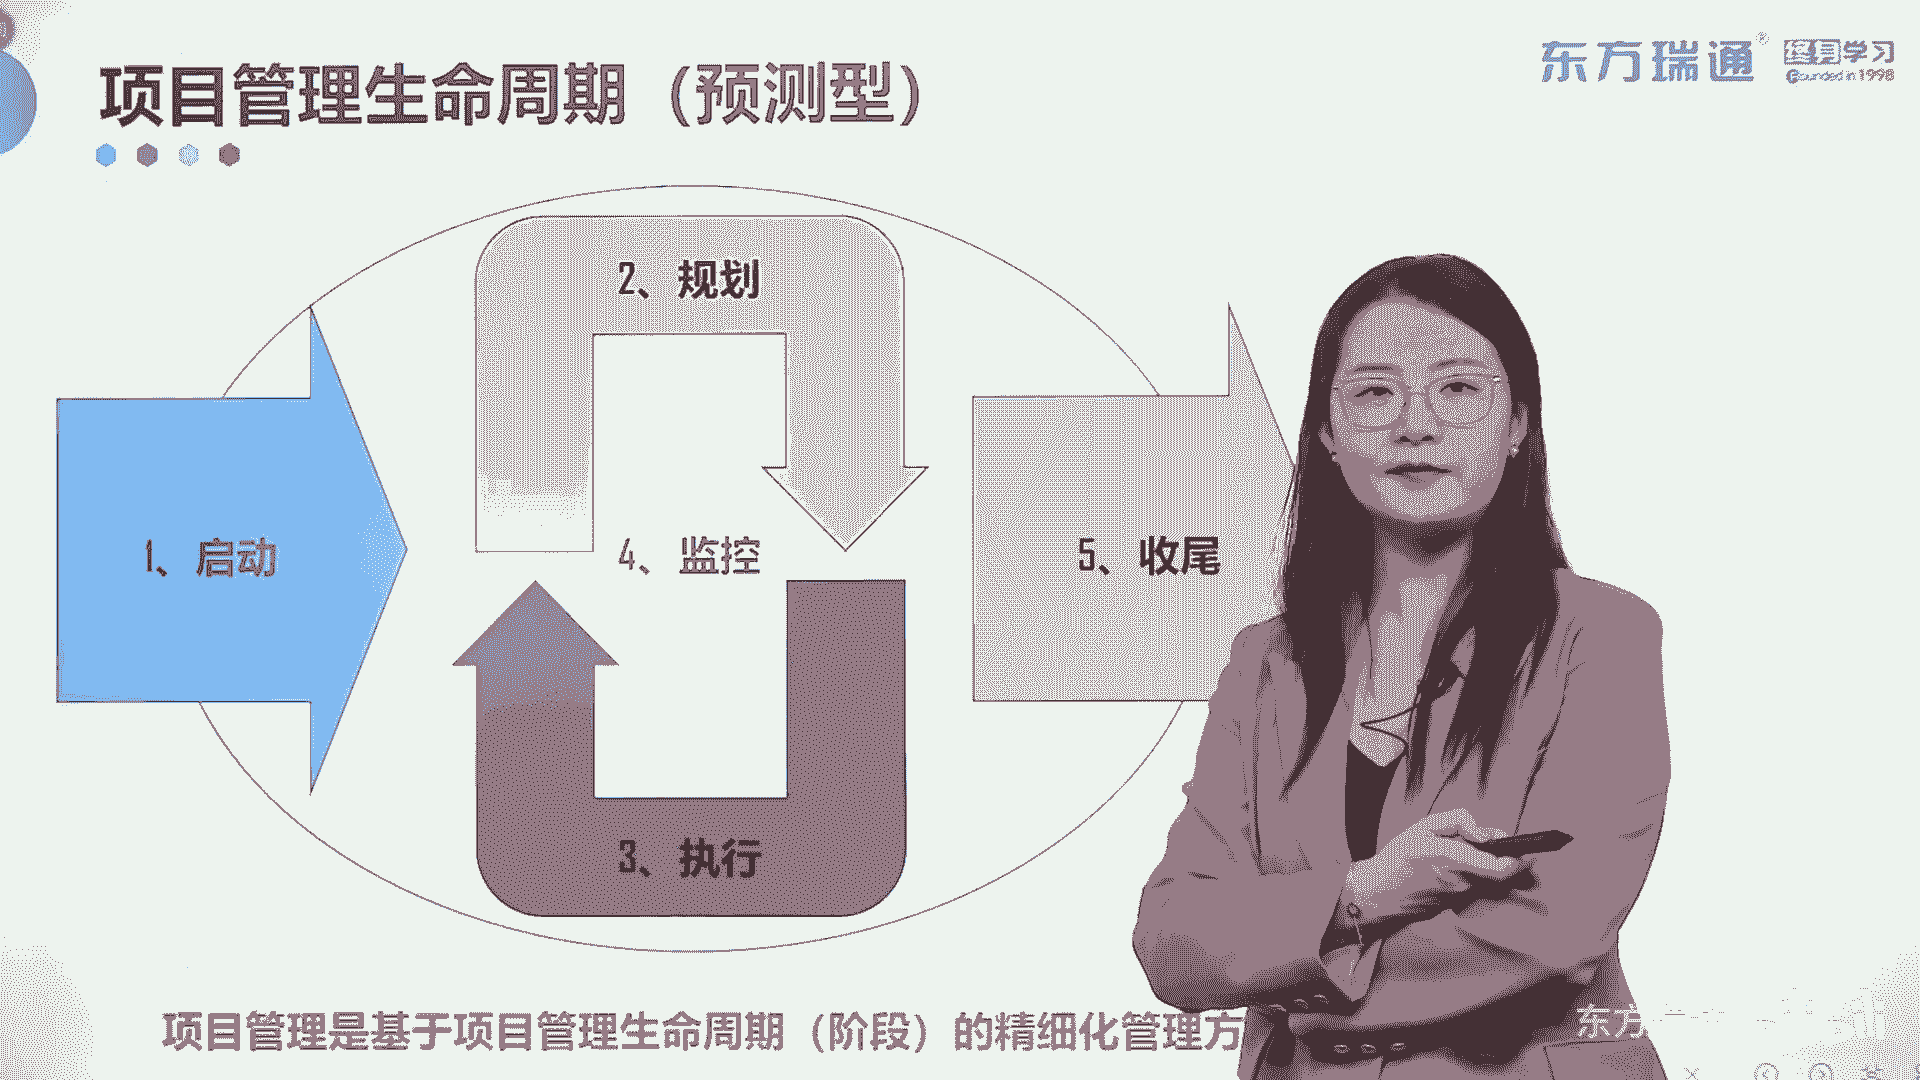 项目管理生命周期（预测型）
东方瑞通® 终身学习
Founded in 1998
2、规划
1、启动
4、监控
5、收尾
3、执行
项目管理是基于项目管理生命周期（阶段）的精细化管理方
东方